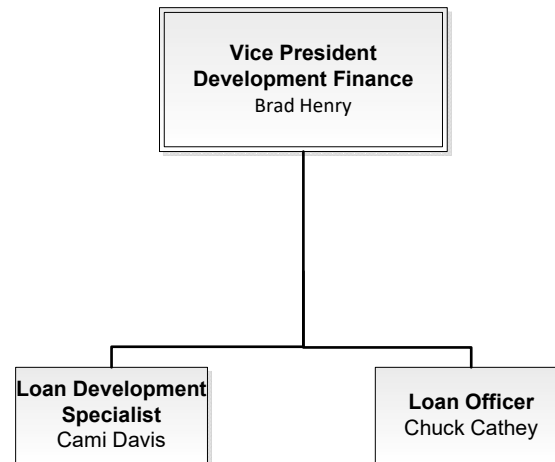 Vice President
Development Finance
Brad Henry
Loan Development
Specialist
Cami Davis
Loan Officer
Chuck Cathey